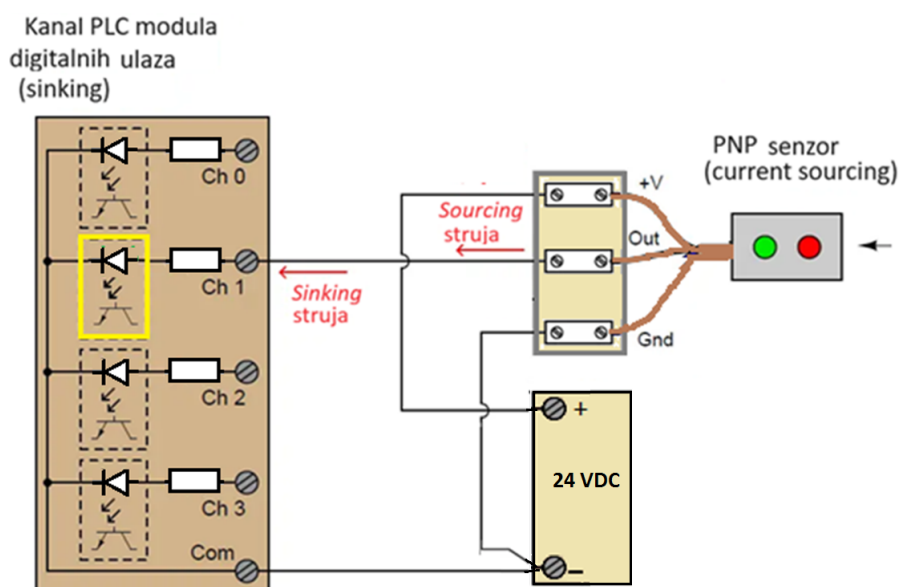 Kanal PLC modula
digitalnih ulaza
(sinking)
Ch 0
Ch 1
Ch 2
Ch 3
Com
Sourcing
struja
Sinking
struja
+V
Out
Gnd
PNP senzor
(current sourcing)
+
24 VDC
−